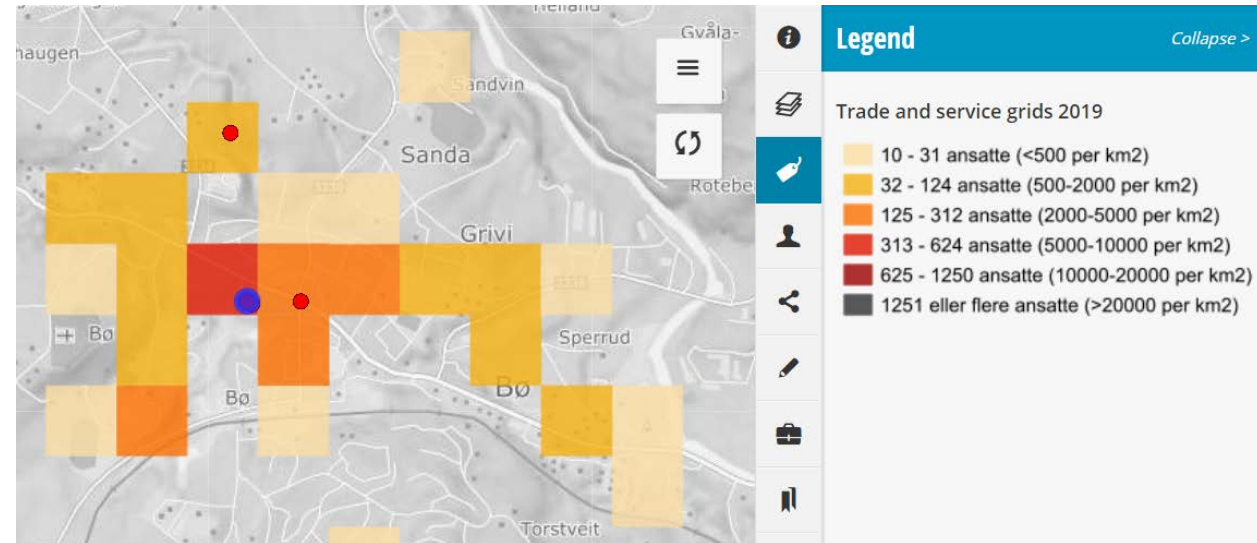 Helland
Gvåla-
haugen
Sandvin
Sanda
Rotebe
Grivi
Bø
Sperrud
Bø
Bø
Torstveit
Legend
Collapse >
Trade and service grids 2019
10 - 31 ansatte (<500 per km2)
32 - 124 ansatte (500-2000 per km2)
125 - 312 ansatte (2000-5000 per km2)
313 - 624 ansatte (5000-10000 per km2)
625 - 1250 ansatte (10000-20000 per km2)
1251 eller flere ansatte (>20000 per km2)